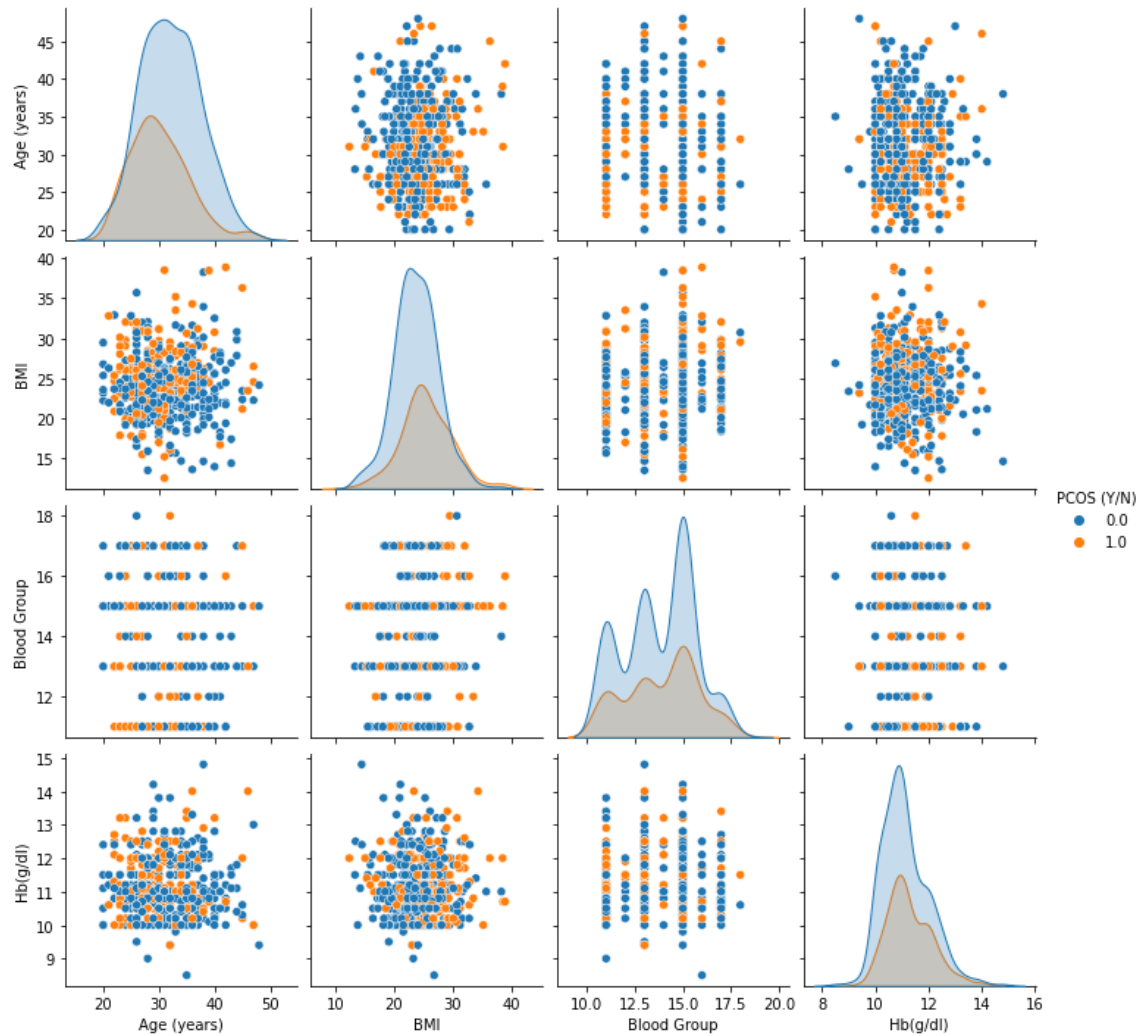 Age (years)
45
40
35
30
25
20
BMI
40
35
30
25
20
15
PCOS (Y/N)
0.0
1.0
Blood Group
18
16
14
12
Hb(g/dl)
15
14
13
12
11
10
9
20 30 40 50
10 20 30 40
10.0 12.5 15.0 17.5 20.0
8 10 12 14 16
Age (years)
BMI
Blood Group
Hb(g/dl)